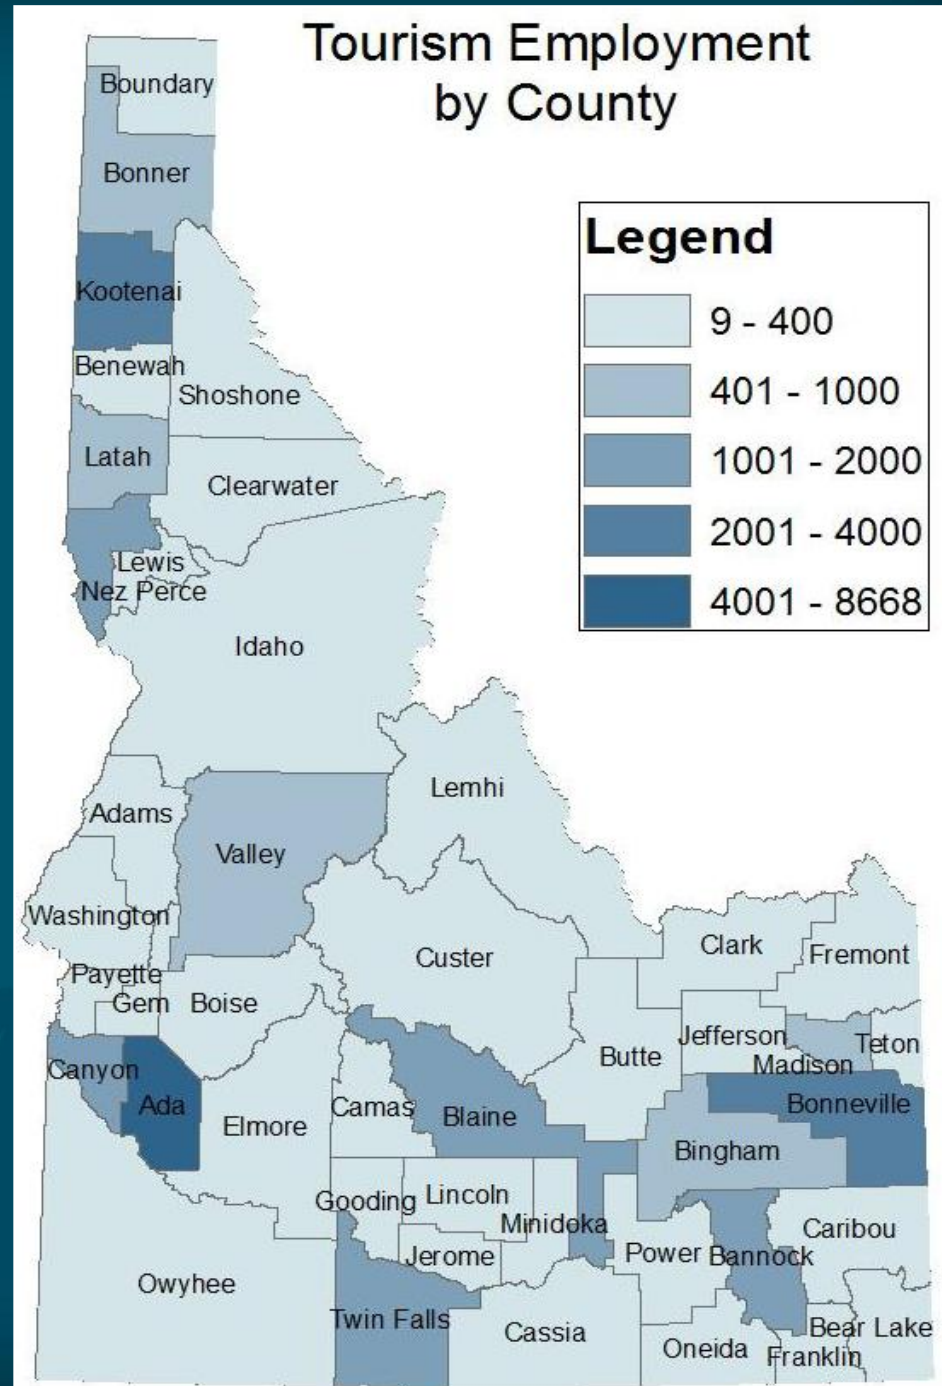 Tourism Employment
by County
Boundary
Bonner
Legend
Kootenai
9 - 400
Benewah
401 - 1000
Shoshone
Latah
1001 - 2000
Clearwater
2001 - 4000
Lewis
Nez Perce
4001 - 8668
Idaho
Lemhi
Adams
Valley
Washington
Clark
Custer
Fremont
Payette
Gem
Boise
Jefferson
Teton
Butte
Madison
Canyon
Ada
Bonneville
Camas
Blaine
Elmore
Bingham
Gooding
Lincoln
Minidoka
Caribou
Jerome
Power
Bannock
Owyhee
Twin Falls
Cassia
Bear Lake
Oneida
Franklin